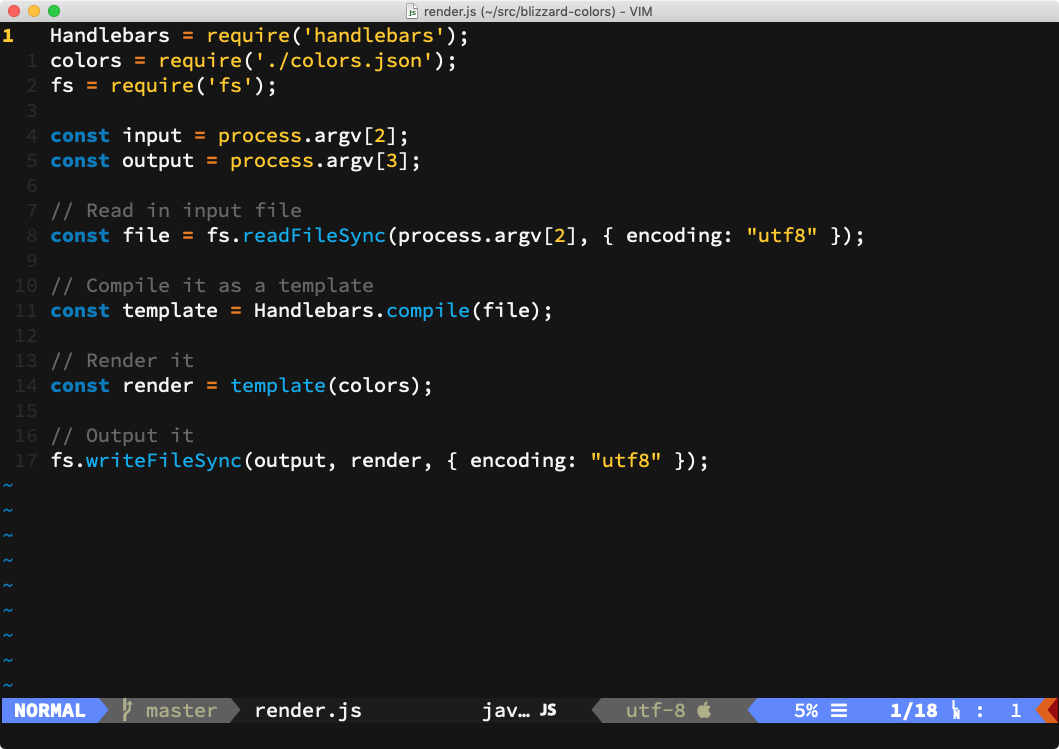 render.js (~/src/blizzard-colors) - VIM
1 Handlebars = require('handlebars');
1 colors = require('./colors.json');
2 fs = require('fs');
3
4 const input = process.argv[2];
5 const output = process.argv[3];
6
7 // Read in input file
8 const file = fs.readFileSync(process.argv[2], { encoding: "utf8" });
9
10 // Compile it as a template
11 const template = Handlebars.compile(file);
12
13 // Render it
14 const render = template(colors);
15
16 // Output it
17 fs.writeFileSync(output, render, { encoding: "utf8" });
~
~
~
~
~
~
~
~
~
NORMAL master render.js jav… JS utf-8 5% ☰ 1/18 LN : 1